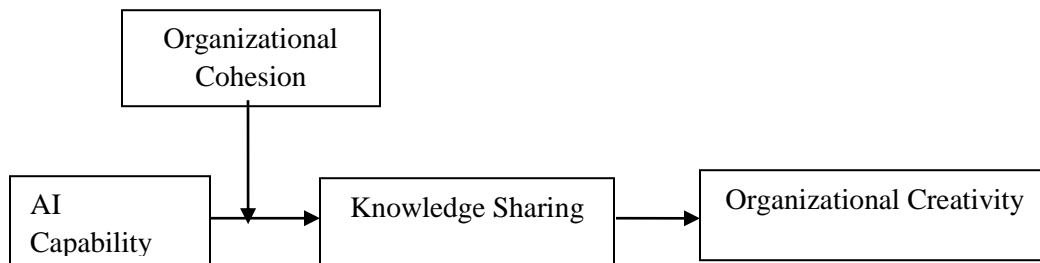 Organizational
Cohesion
AI
Capability
Knowledge Sharing
Organizational Creativity